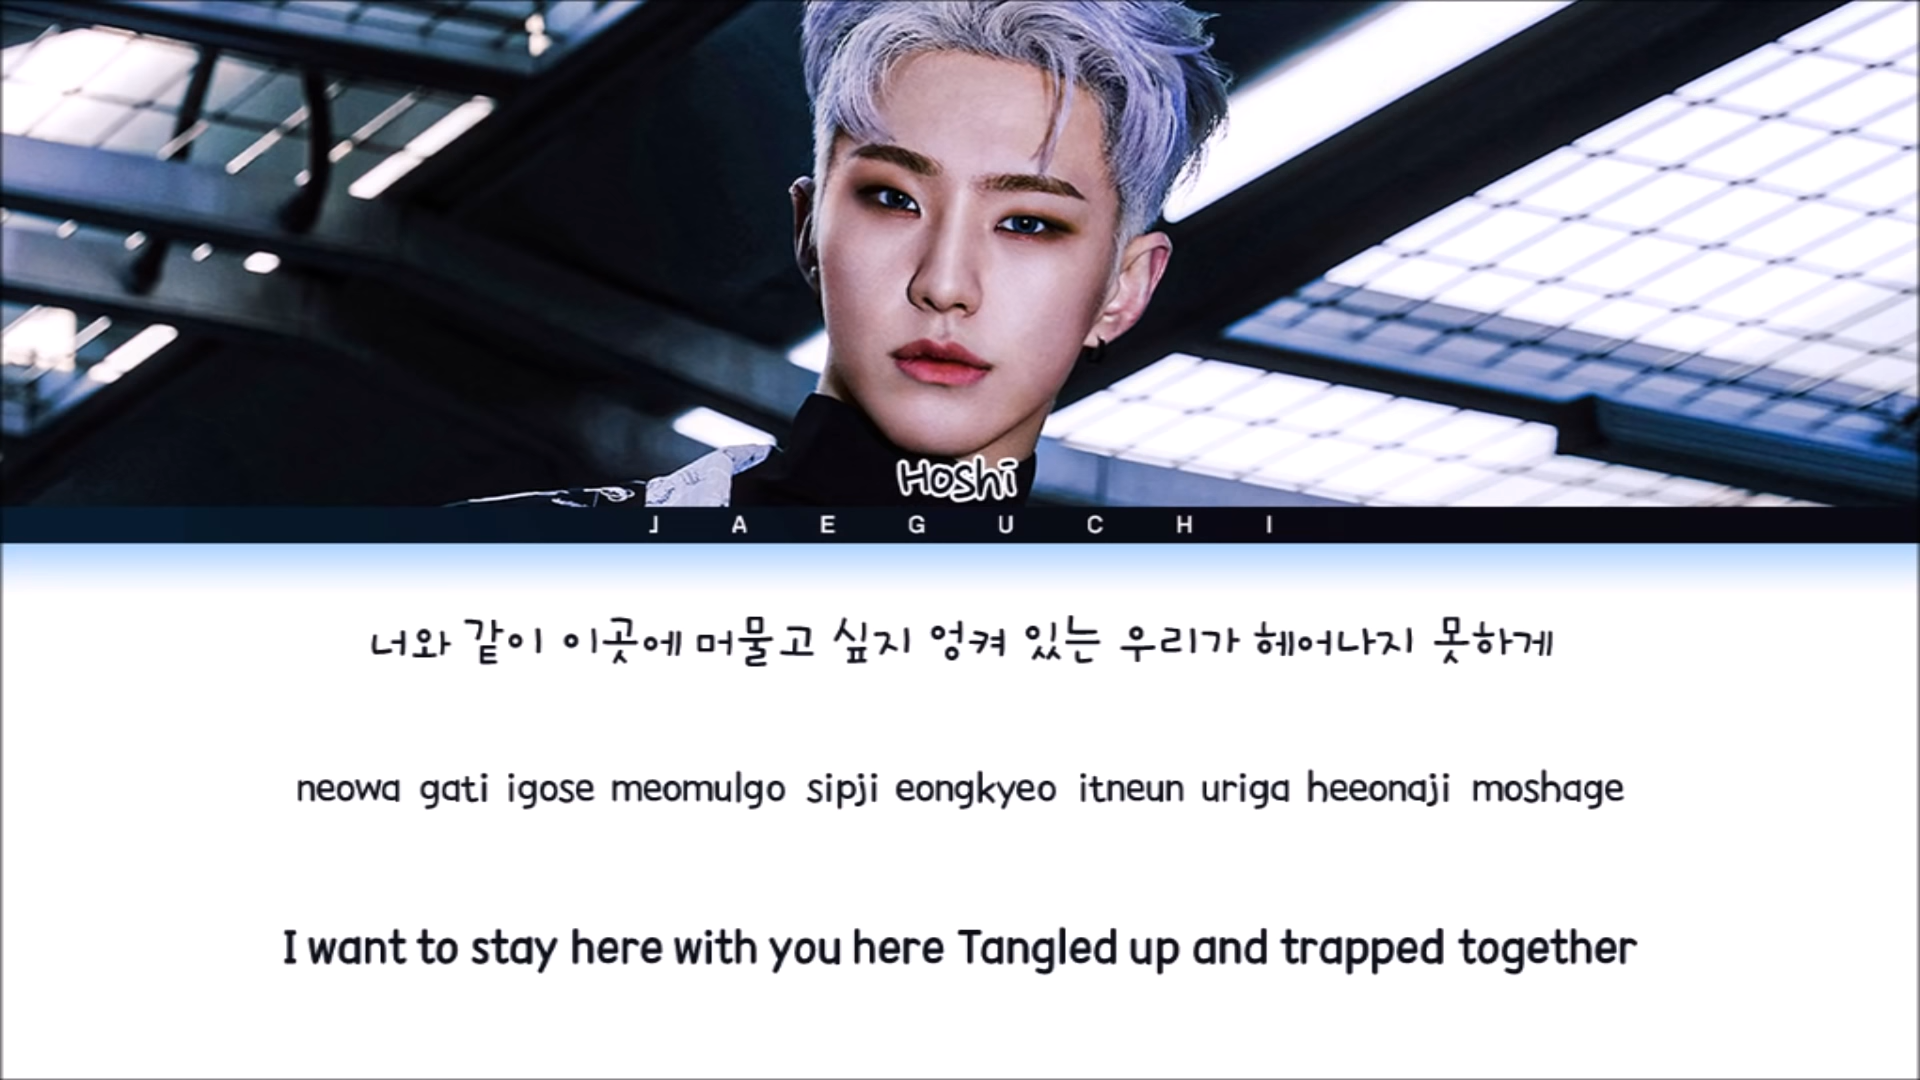 Hoshi
JAEGUCHI
너와 같이 이곳에 머물고 싶지 엉켜 있는 우리가 헤어나지 못하게
neowa gati igose meomulgo sipji eongkyeo itneun uriga heeonaji moshage
I want to stay here with you here Tangled up and trapped together